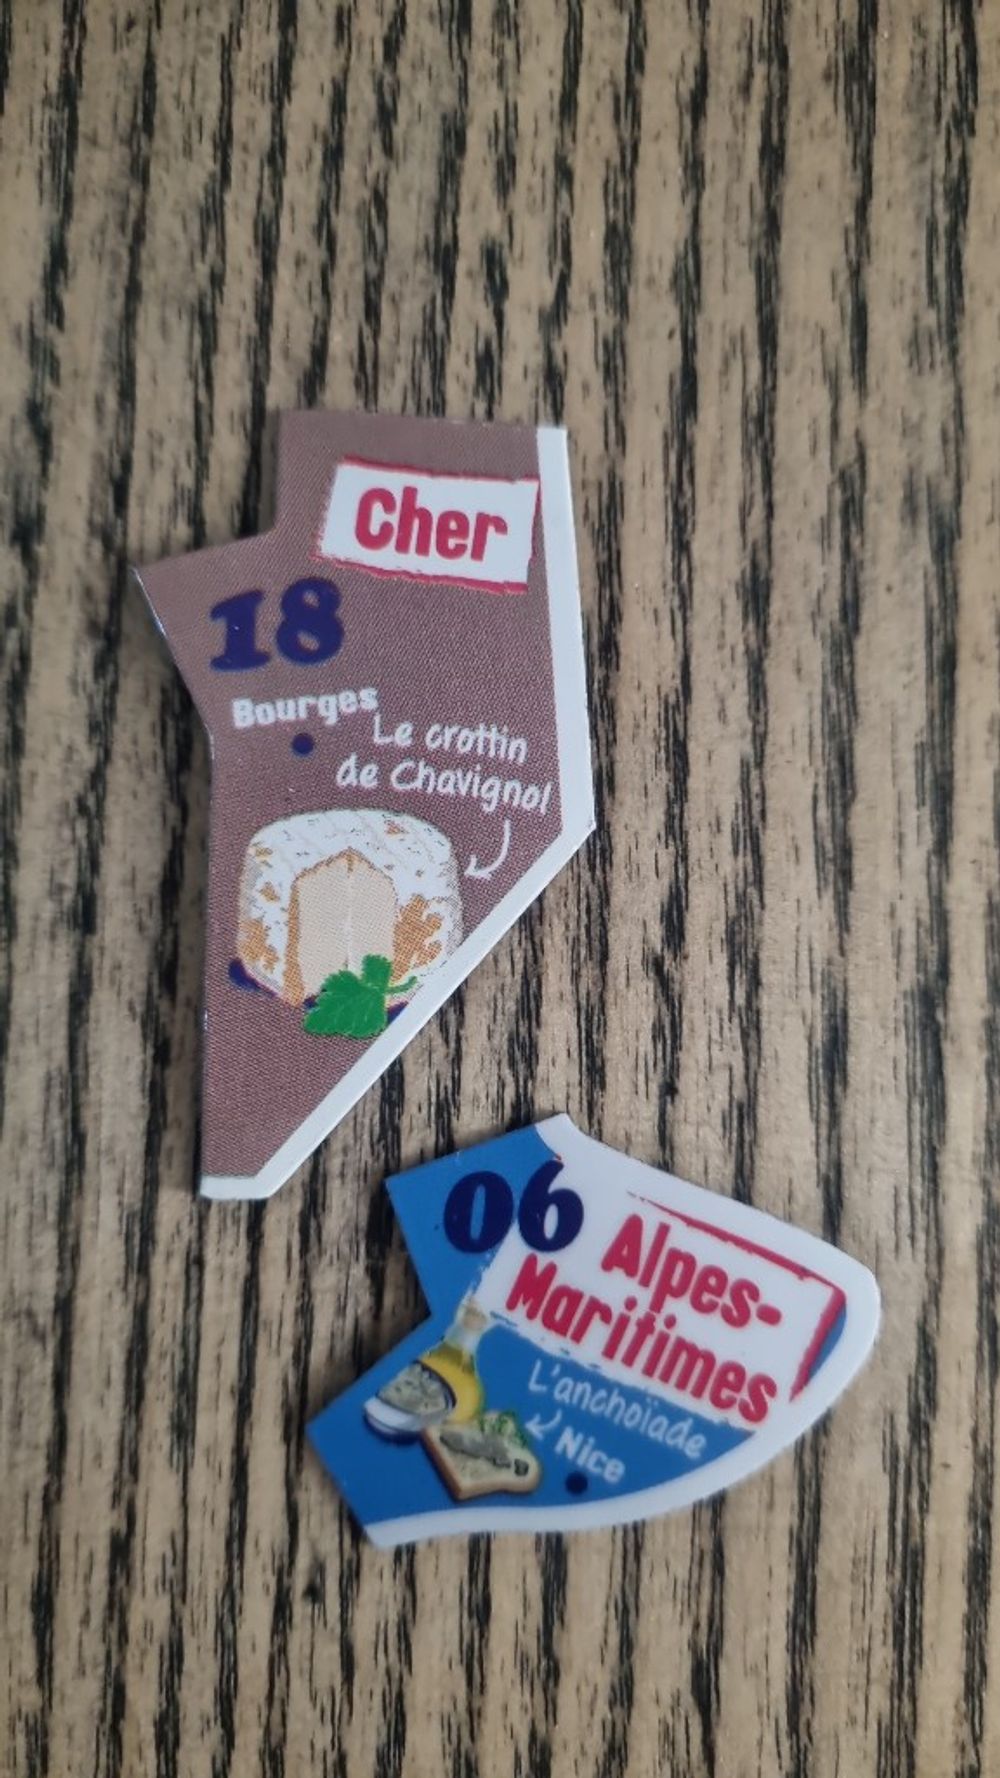 Cher
18
Bourges
Le crottin
de Chavignol
06
Alpes-
Maritimes
L'anchoïade
Nice